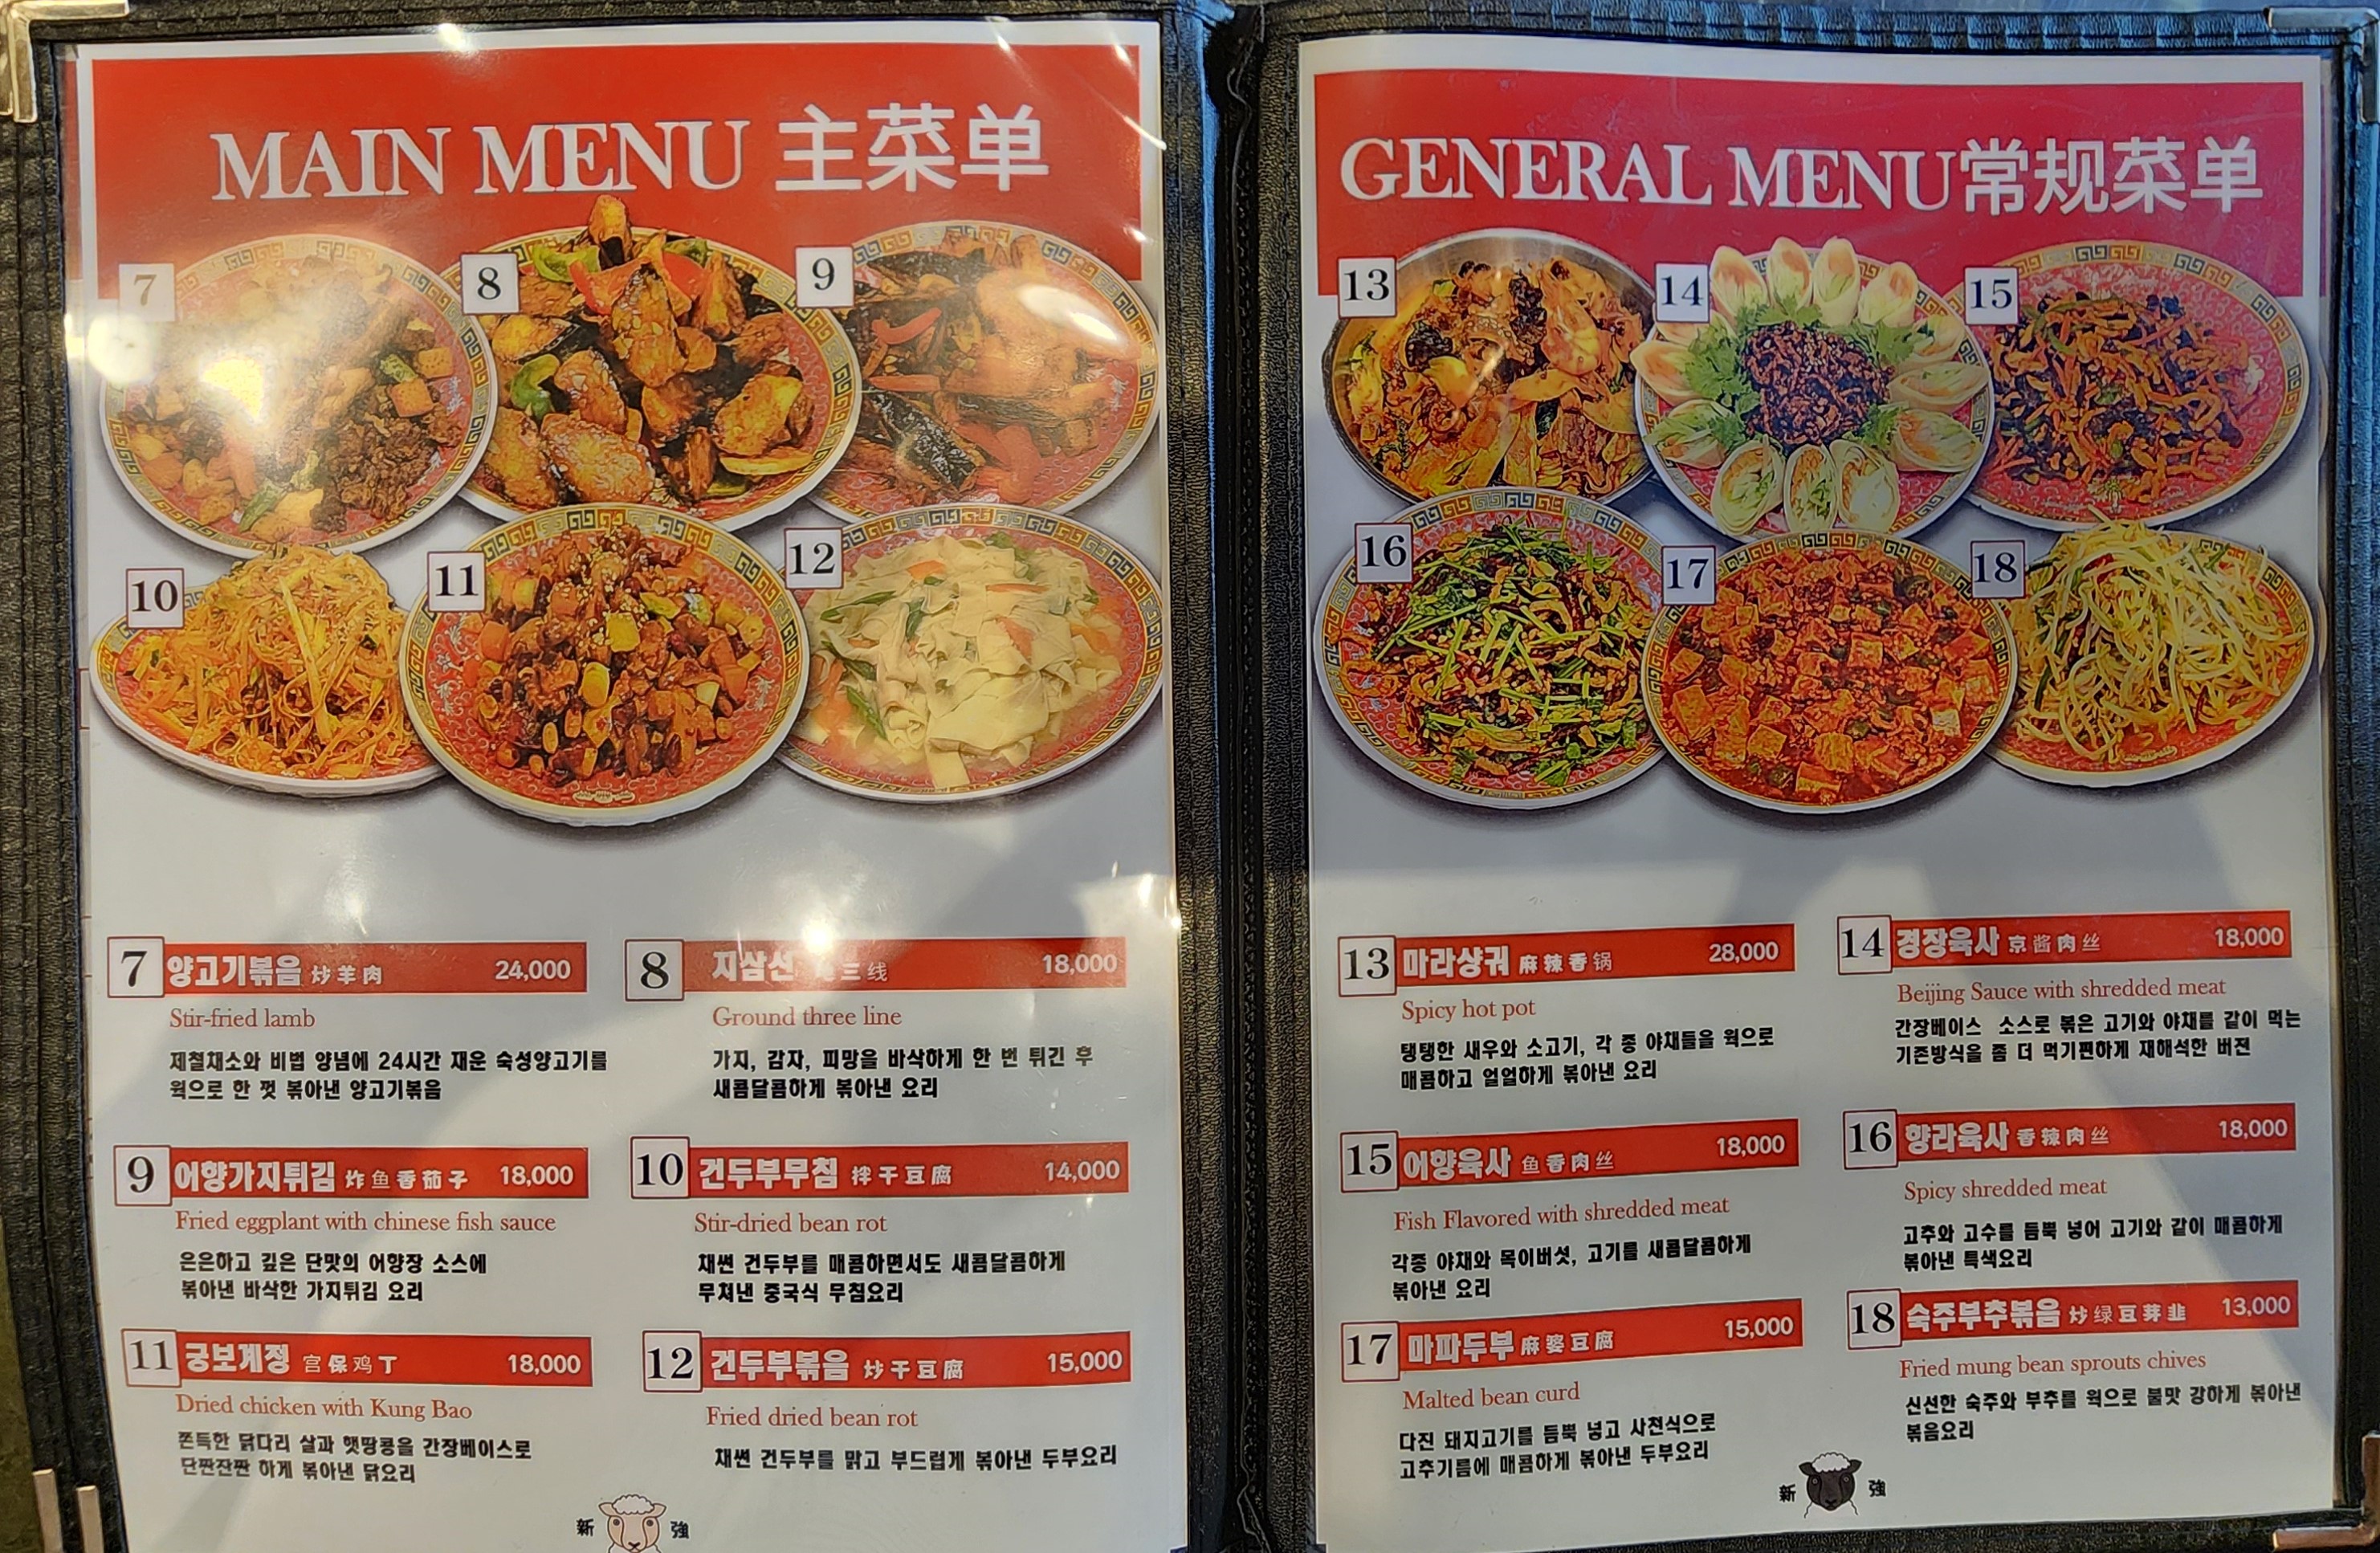 MAIN MENU 主菜单
7
8
9
10
11
12
7 양고기볶음 炒羊肉 24,000
Stir-fried lamb
제철채소와 비법 양념에 24시간 재운 숙성양고기를
웍으로 한 껏 볶아낸 양고기볶음
8 지삼선 三线 18,000
Ground three line
가지, 감자, 피망을 바삭하게 한 번 튀긴 후
새콤달콤하게 볶아낸 요리
9 어향가지튀김 炸鱼香茄子 18,000
Fried eggplant with chinese fish sauce
은은하고 깊은 단맛의 어향장 소스에
볶아낸 바삭한 가지튀김 요리
10 건두부무침 拌干豆腐 14,000
Stir-dried bean rot
채썬 건두부를 매콤하면서도 새콤달콤하게
무쳐낸 중국식 무침요리
11 궁보계정 宫保鸡丁 18,000
Dried chicken with Kung Bao
쫀득한 닭다리 살과 햇땅콩을 간장베이스로
단짠잔짠 하게 볶아낸 닭요리
12 건두부볶음 炒干豆腐 15,000
Fried dried bean rot
채썬 건두부를 맑고 부드럽게 볶아낸 두부요리
新 強
GENERAL MENU常规菜单
13
14
15
16
17
18
13 마라샹궈 麻辣香锅 28,000
Spicy hot pot
탱탱한 새우와 소고기, 각 종 야채들을 웍으로
매콤하고 얼얼하게 볶아낸 요리
14 경장육사 京酱肉丝 18,000
Beijing Sauce with shredded meat
간장베이스 소스로 볶은 고기와 야채를 같이 먹는
기존방식을 좀 더 먹기편하게 재해석한 버젼
15 어향육사 鱼香肉丝 18,000
Fish Flavored with shredded meat
각종 야채와 목이버섯, 고기를 새콤달콤하게
볶아낸 요리
16 향라육사 香辣肉丝 18,000
Spicy shredded meat
고추와 고수를 듬뿍 넣어 고기와 같이 매콤하게
볶아낸 특색요리
17 마파두부 麻婆豆腐 15,000
Malted bean curd
다진 돼지고기를 듬뿍 넣고 사천식으로
고추기름에 매콤하게 볶아낸 두부요리
18 숙주부추볶음 炒绿豆芽韭 13,000
Fried mung bean sprouts chives
신선한 숙주와 부추를 웍으로 불맛 강하게 볶아낸
볶음요리
新 強